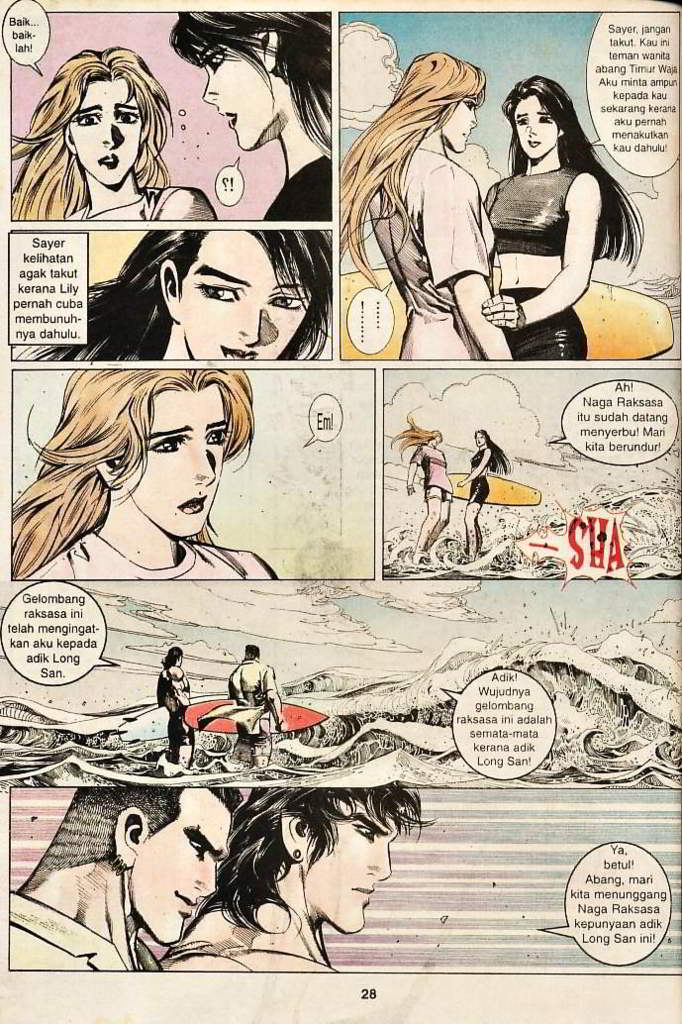 Baik...
baik-
lah!
?!
Sayer, jangan
takut. Kau ini
teman wanita
abang Timur Waja
Aku minta ampun
kepada kau
sekarang kerana
aku pernah
menakutkan
kau dahulu!
Sayer
kelihatan
agak takut
kerana Lily
pernah cuba
membunuh-
nya dahulu.
Em!
Ah!
Naga Raksasa
itu sudah datang
menyerbu! Mari
kita berundur!
SHA
Gelombang
raksasa ini
telah mengingat-
kan aku kepada
adik Long
San.
Adik!
Wujudnya
gelombang
raksasa ini adalah
semata-mata
kerana adik
Long San!
Ya,
betul!
Abang, mari
kita menunggang
Naga Raksasa
kepunyaan adik
Long San ini!
28